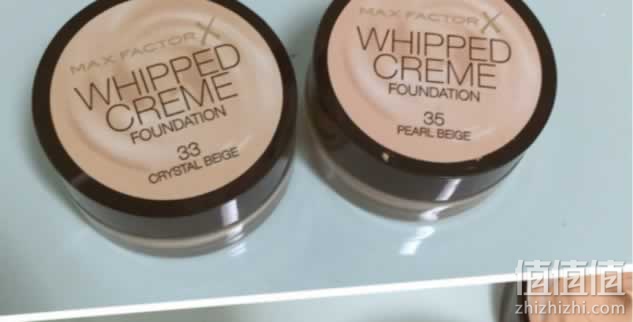 MAX FACTOR X
WHIPPED
CREME
FOUNDATION
33
CRYSTAL BEIGE
MAX FACTOR X
WHIPPED
CREME
FOUNDATION
35
PEARL BEIGE
值值值
zhizhizhi.com